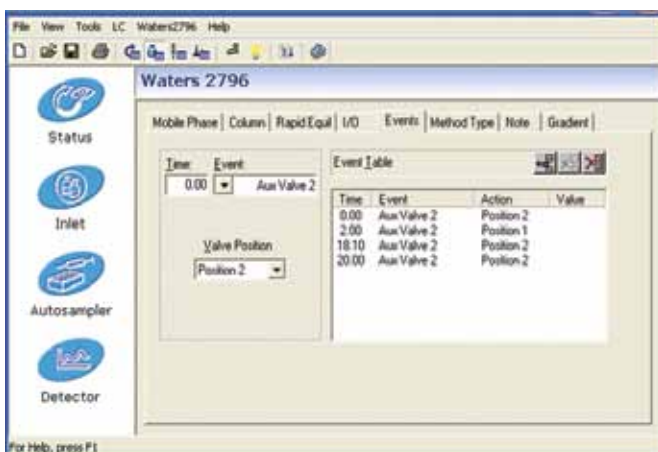 File View Tools LC Waters2796 Help
Waters 2796
Status
Inlet
Autosampler
Detector
Mobile Phase Column Rapid Equil I/O Events Method Type Note Gradient
Time: Event:
0.00 Aux Valve 2
Valve Position
Position 2
Event Table
Time Event Action Value
0.00 Aux Valve 2 Position 2
2.00 Aux Valve 2 Position 1
18.10 Aux Valve 2 Position 2
20.00 Aux Valve 2 Position 2
For Help, press F1